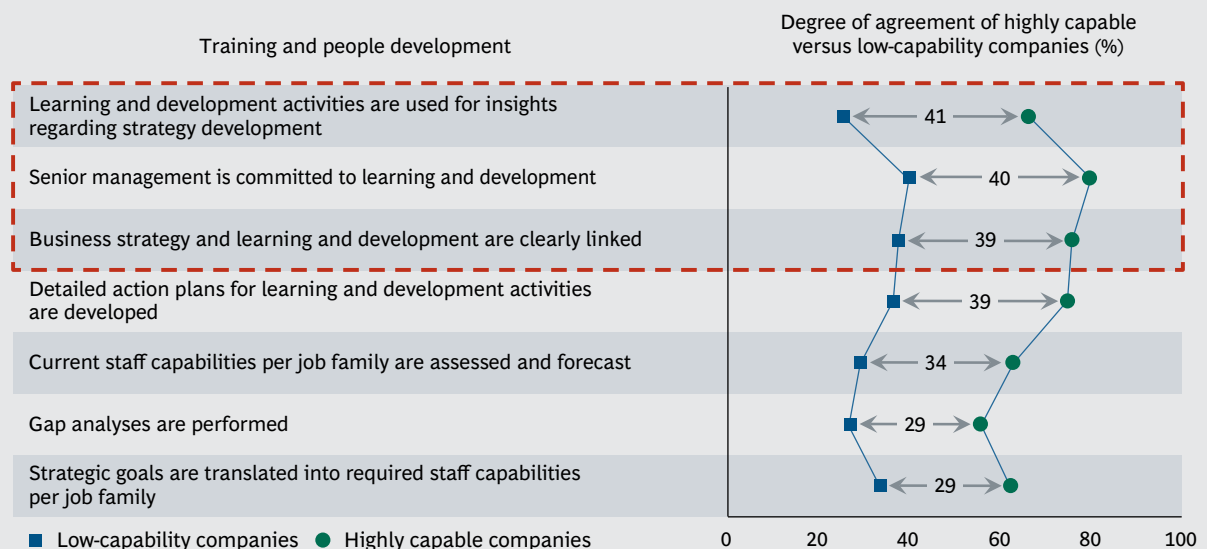 Training and people development
Degree of agreement of highly capable
versus low-capability companies (%)
Learning and development activities are used for insights
regarding strategy development
41
Senior management is committed to learning and development
40
Business strategy and learning and development are clearly linked
39
Detailed action plans for learning and development activities
are developed
39
Current staff capabilities per job family are assessed and forecast
34
Gap analyses are performed
29
Strategic goals are translated into required staff capabilities
per job family
29
Low-capability companies Highly capable companies
0 20 40 60 80 100